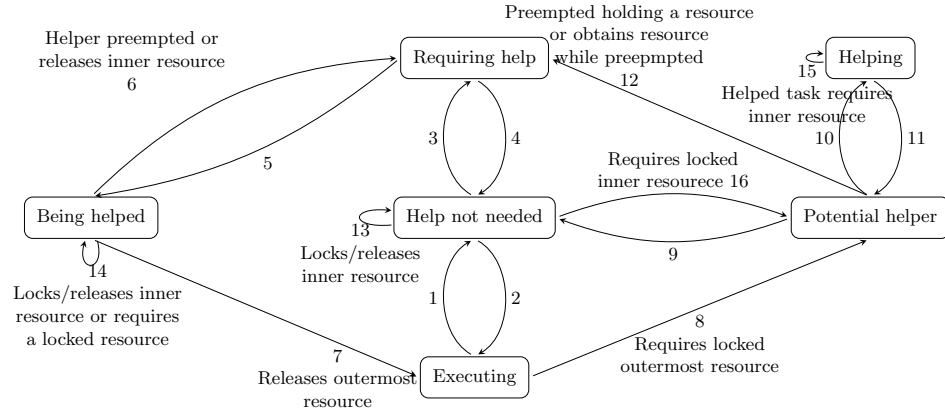 Preempted holding a resource
or obtains resource
while preepmpted
12
Helper preempted or
releases inner resource
6
Requiring help
Helping
15
Helped task requires
inner resource
10
11
3
4
5
Requires locked
inner resourece 16
Being helped
Help not needed
Potential helper
13
Locks/releases
inner resource
9
14
Locks/releases inner
resource or requires
a locked resource
1
2
8
Requires locked
outermost resource
7
Releases outermost
resource
Executing